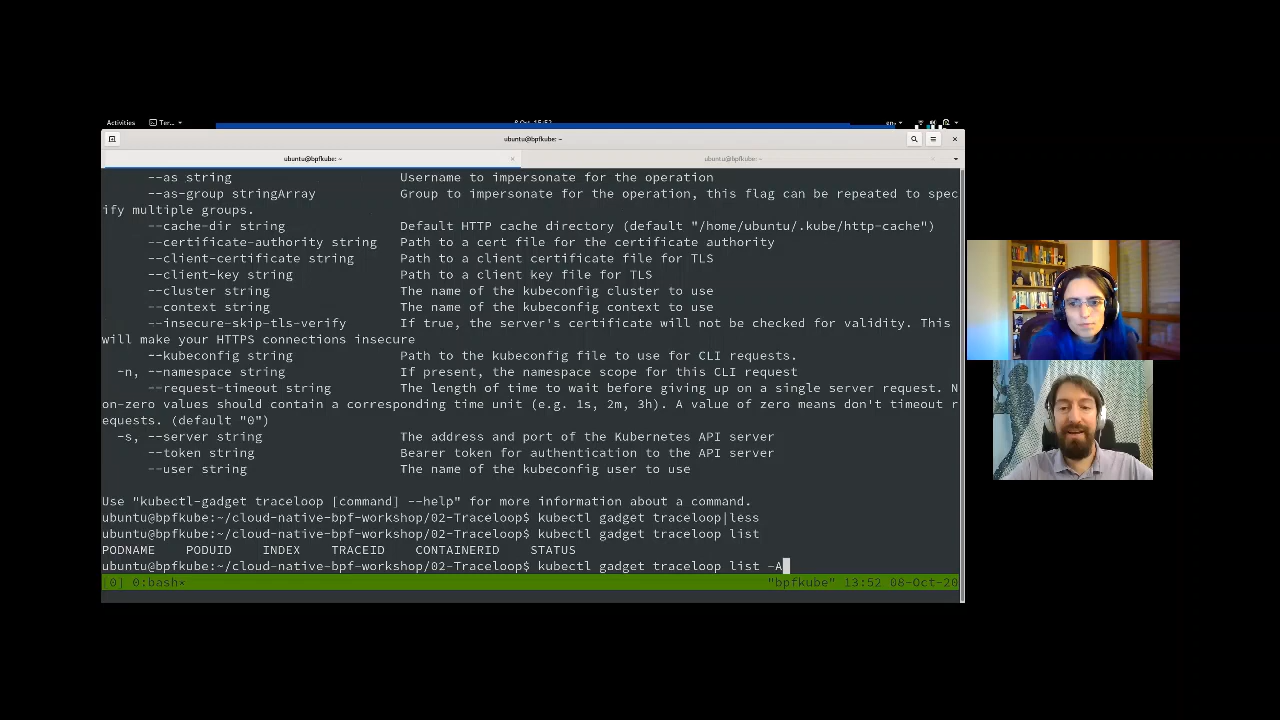 Activities
Ter...
8 Oct, 15:52
en
ubuntu@bpfkube: ~
ubuntu@bpfkube: ~
ubuntu@bpfkube: ~
--as string Username to impersonate for the operation
--as-group stringArray Group to impersonate for the operation, this flag can be repeated to spec
ify multiple groups.
--cache-dir string Default HTTP cache directory (default "/home/ubuntu/.kube/http-cache")
--certificate-authority string Path to a cert file for the certificate authority
--client-certificate string Path to a client certificate file for TLS
--client-key string Path to a client key file for TLS
--cluster string The name of the kubeconfig cluster to use
--context string The name of the kubeconfig context to use
--insecure-skip-tls-verify If true, the server's certificate will not be checked for validity. This
will make your HTTPS connections insecure
--kubeconfig string Path to the kubeconfig file to use for CLI requests.
-n, --namespace string If present, the namespace scope for this CLI request
--request-timeout string The length of time to wait before giving up on a single server request. N
on-zero values should contain a corresponding time unit (e.g. 1s, 2m, 3h). A value of zero means don't timeout r
equests. (default "0")
-s, --server string The address and port of the Kubernetes API server
--token string Bearer token for authentication to the API server
--user string The name of the kubeconfig user to use
Use "kubectl-gadget traceloop [command] --help" for more information about a command.
ubuntu@bpfkube:~/cloud-native-bpf-workshop/02-Traceloop$ kubectl gadget traceloop|less
ubuntu@bpfkube:~/cloud-native-bpf-workshop/02-Traceloop$ kubectl gadget traceloop list
PODNAME PODUID INDEX TRACEID CONTAINERID STATUS
ubuntu@bpfkube:~/cloud-native-bpf-workshop/02-Traceloop$ kubectl gadget traceloop list -A
[0] 0:bash* "bpfkube" 13:52 08-Oct-20